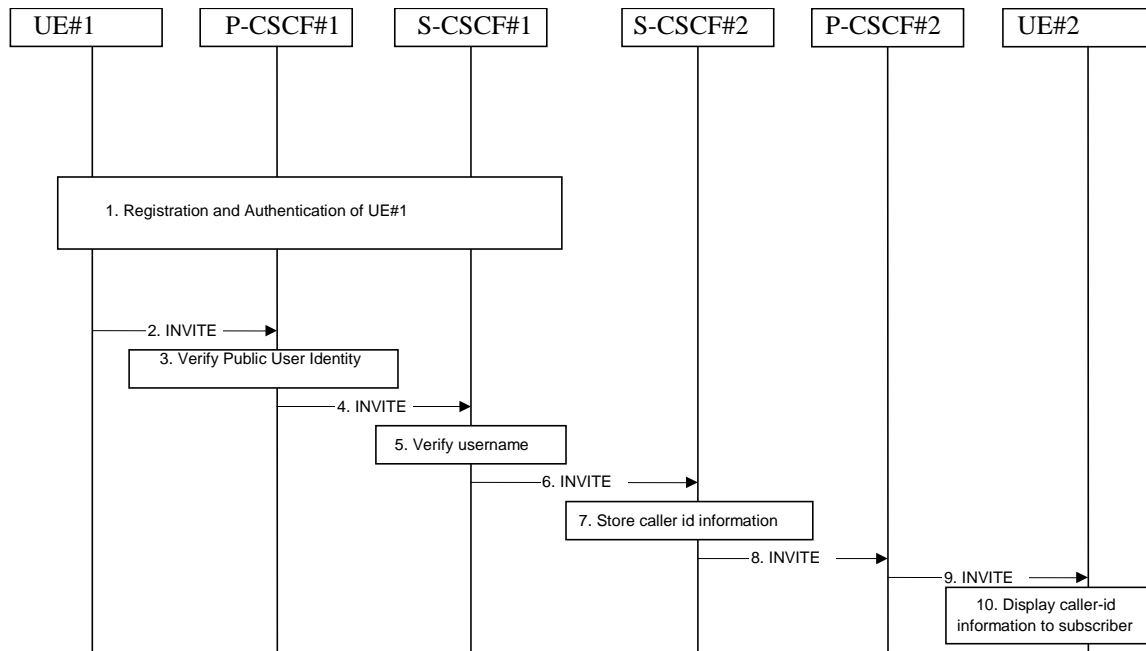 UE#1
P-CSCF#1
S-CSCF#1
S-CSCF#2
P-CSCF#2
UE#2
1. Registration and Authentication of UE#1
2. INVITE
3. Verify Public User Identity
4. INVITE
5. Verify username
6. INVITE
7. Store caller id information
8. INVITE
9. INVITE
10. Display caller-id
information to subscriber